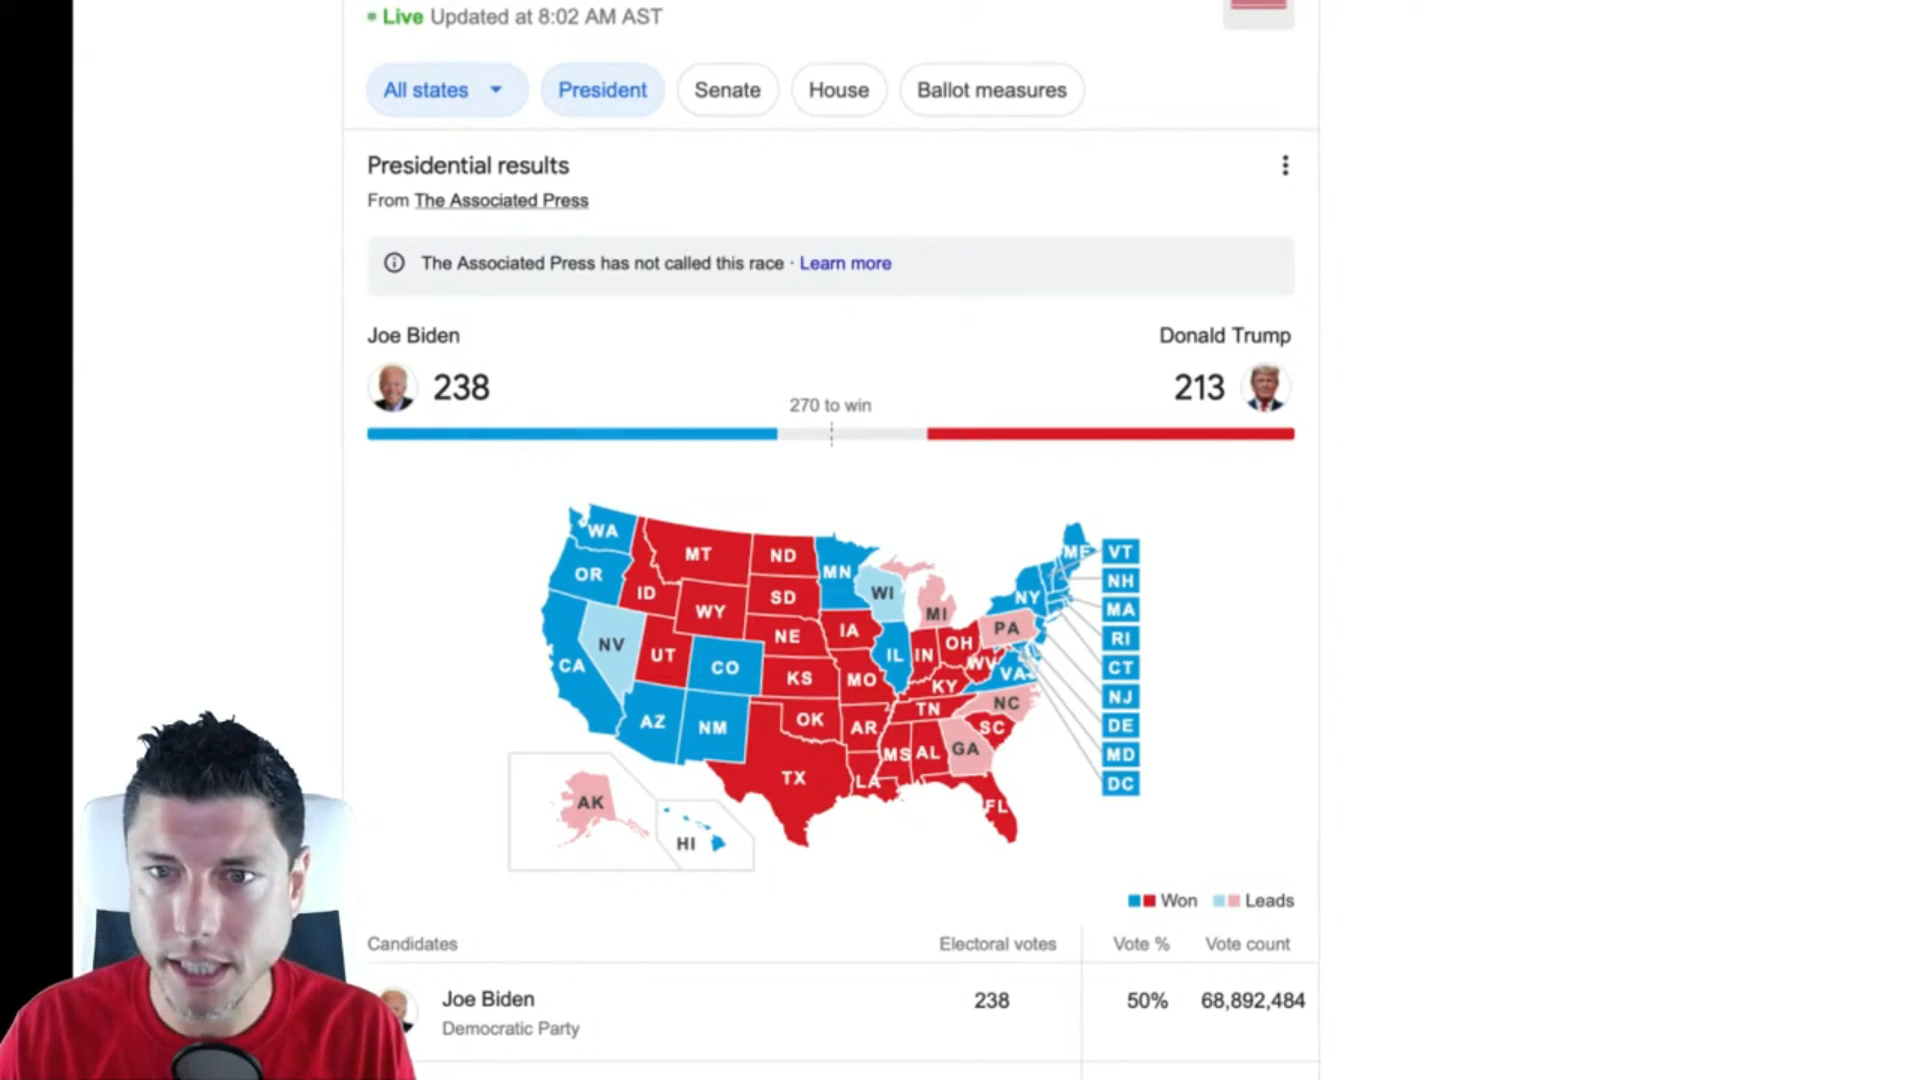 Live Updated at 8:02 AM AST
All states President Senate House Ballot measures
Presidential results
From The Associated Press
The Associated Press has not called this race · Learn more
Joe Biden Donald Trump
238 213
270 to win
WA
OR
CA
NV
ID
MT
WY
UT
CO
AZ
NM
ND
SD
NE
KS
OK
TX
MN
IA
MO
AR
LA
WI
IL
MI
IN
OH
KY
TN
MS
AL
GA
FL
SC
NC
VA
WV
PA
NY
ME
VT
NH
MA
RI
CT
NJ
DE
MD
DC
AK
HI
Won Leads
Candidates Electoral votes Vote % Vote count
Joe Biden 238 50% 68,892,484
Democratic Party